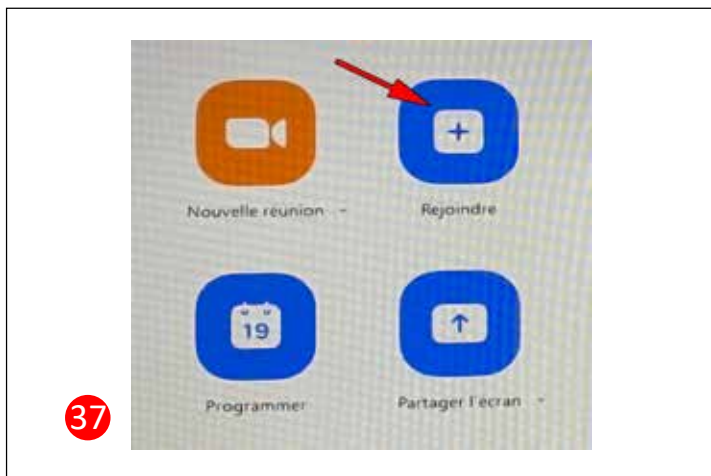 Nouvelle reunion
Rejoindre
19
Programmer
Partager l'ecran
37